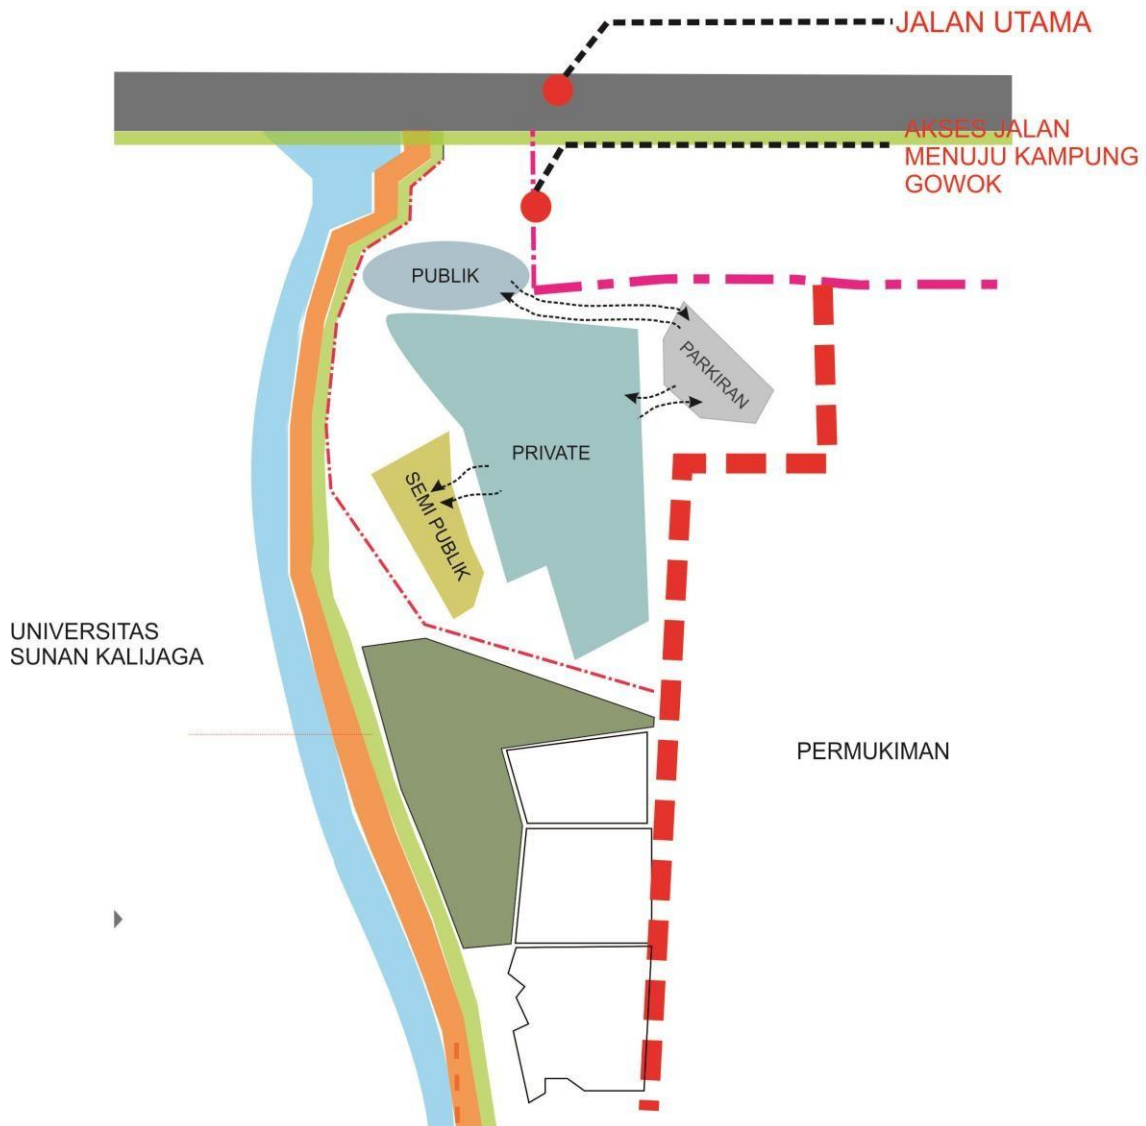 JALAN UTAMA
AKSES JALAN
MENUJU KAMPUNG
GOWOK
PUBLIK
PARKIRAN
PRIVATE
SEMI PUBLIK
UNIVERSITAS
SUNAN KALIJAGA
PERMUKIMAN